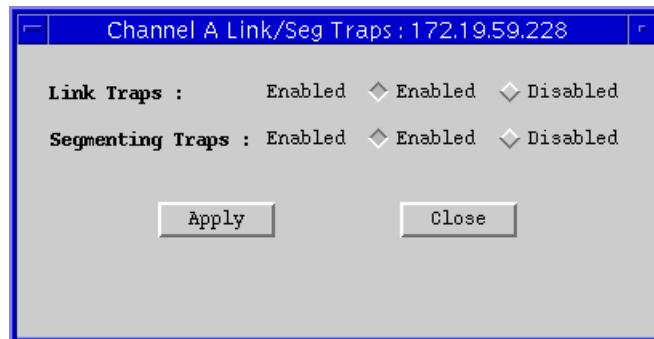 Channel A Link/Seg Traps : 172.19.59.228
Link Traps : Enabled Enabled Disabled
Segmenting Traps : Enabled Enabled Disabled
Apply Close